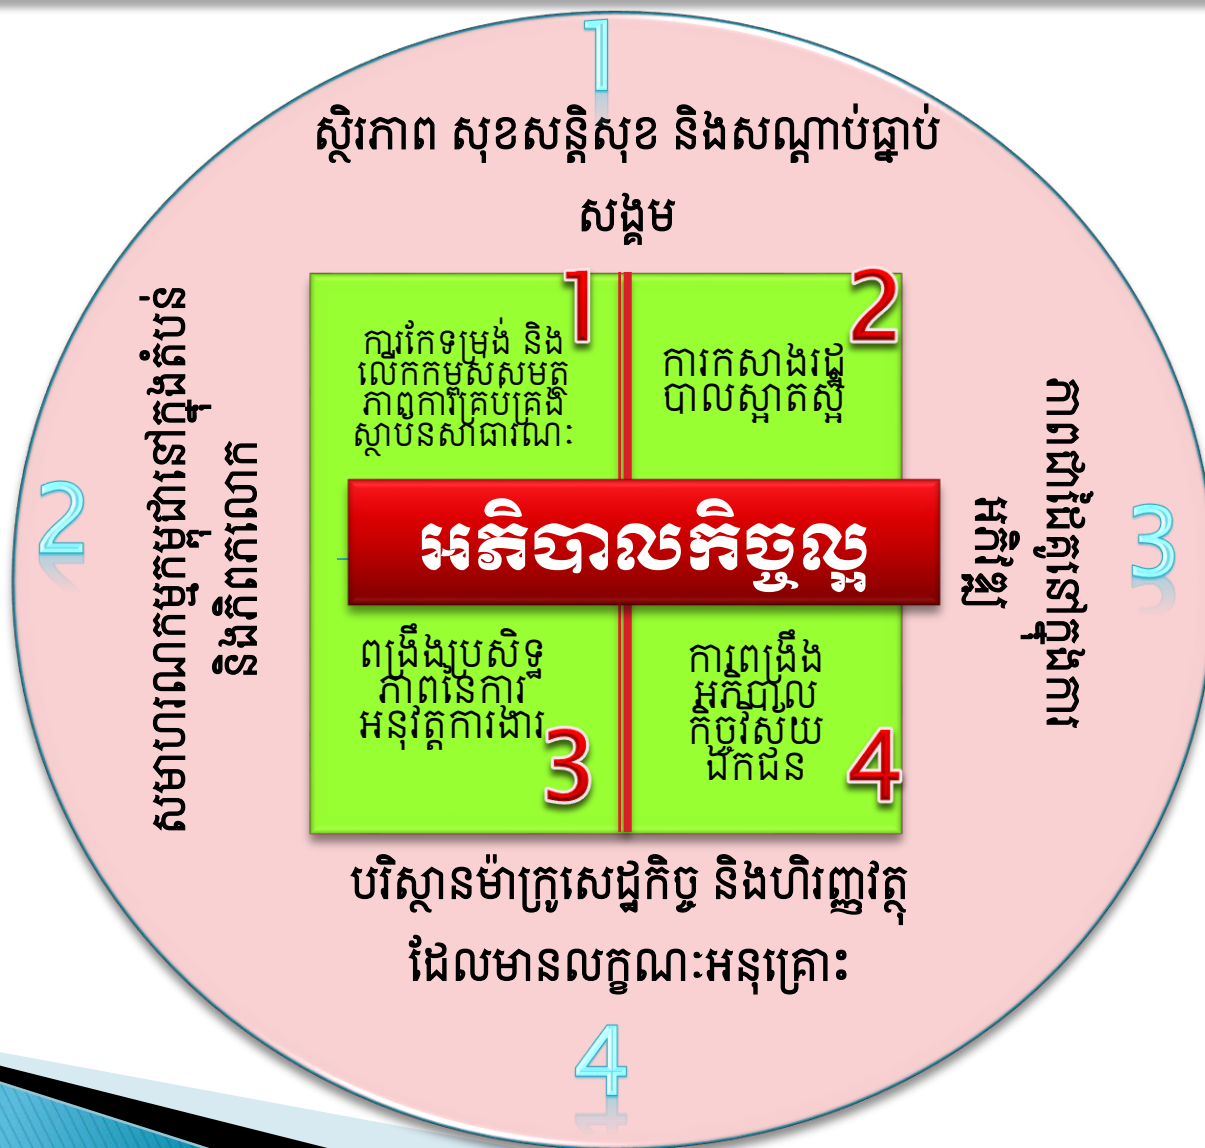 1
ស្ថិរភាព សុខសន្តិសុខ និងសណ្តាប់ធ្នាប់
សង្គម
2
សមាហរណកម្មកម្ពុជានៅក្នុងតំបន់
និងពិភពលោក
1
ការកែទម្រង់ និង
លើកកម្ពស់សមត្ថ
ភាពការគ្រប់គ្រង
ស្ថាប័នសាធារណៈ
2
ការកសាងរដ្ឋ
បាលស្អាតស្អំ
អភិបាលកិច្ចល្អ
ពង្រឹងប្រសិទ្ឋ
ភាពនៃការ
អនុវត្តការងារ
3
ការពង្រឹង
អភិបាល
កិច្ចវិស័យ
ឯកជន
4
ភាពជាដៃគូនៅក្នុងការ
អភិវឌ្ឍ
3
បរិស្ថានម៉ាក្រូសេដ្ឋកិច្ច និងហិរញ្ញវត្ថុ
ដែលមានលក្ខណៈអនុគ្រោះ
4